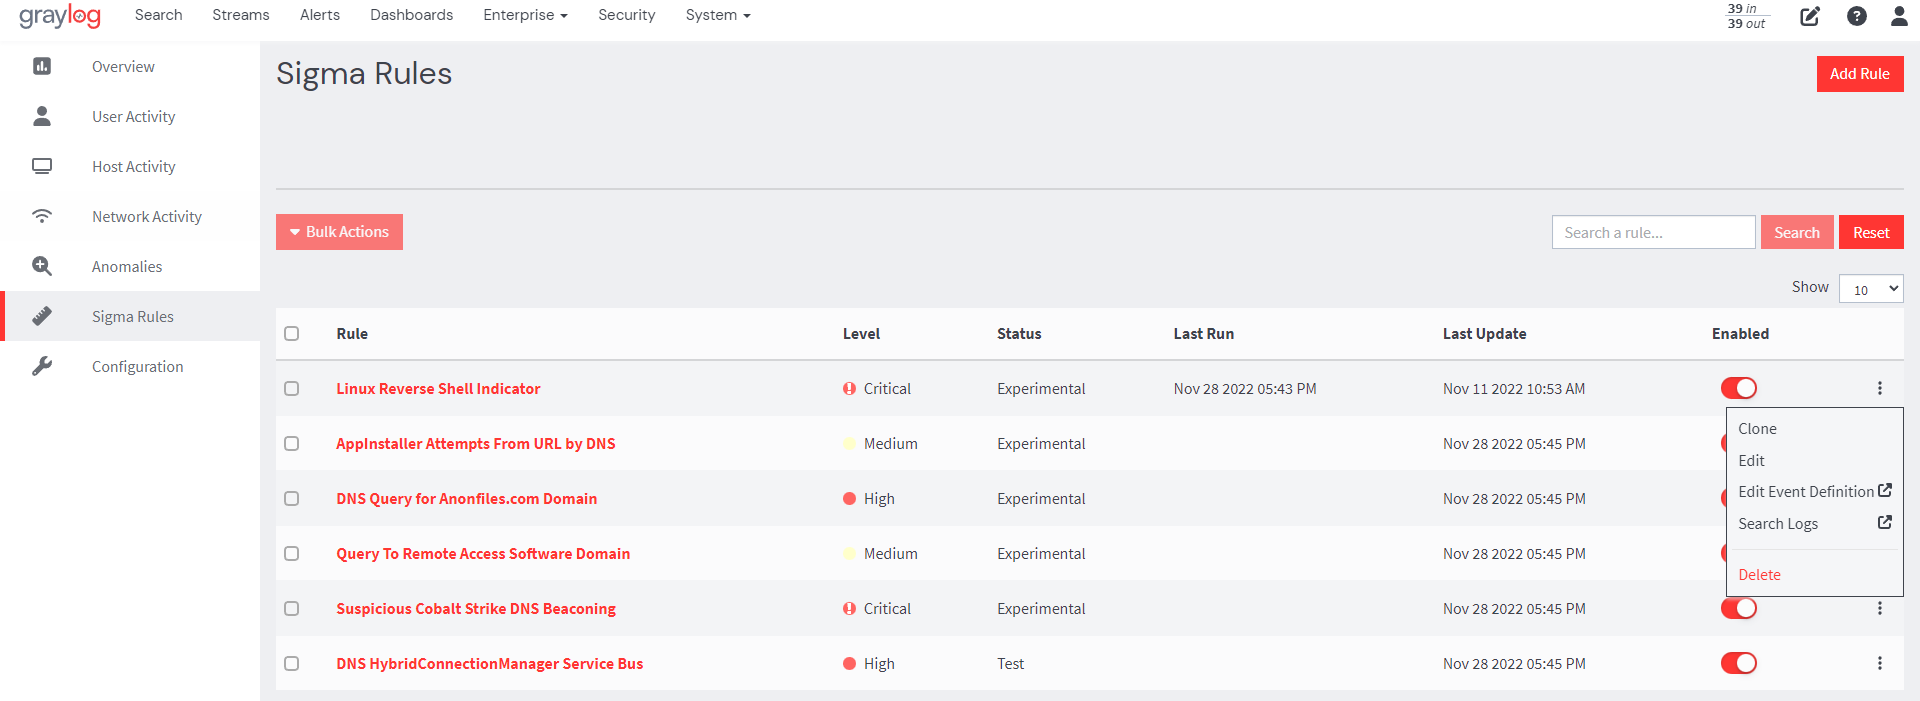 graylog Search Streams Alerts Dashboards Enterprise Security System 39 in
39 out
Overview
User Activity
Host Activity
Network Activity
Anomalies
Sigma Rules
Configuration
Sigma Rules Add Rule
Bulk Actions Search a rule... Search Reset
Show 10
Rule Level Status Last Run Last Update Enabled
Linux Reverse Shell Indicator Critical Experimental Nov 28 2022 05:43 PM Nov 11 2022 10:53 AM
AppInstaller Attempts From URL by DNS Medium Experimental Nov 28 2022 05:45 PM
DNS Query for Anonfiles.com Domain High Experimental Nov 28 2022 05:45 PM
Query To Remote Access Software Domain Medium Experimental Nov 28 2022 05:45 PM
Suspicious Cobalt Strike DNS Beaconing Critical Experimental Nov 28 2022 05:45 PM
DNS HybridConnectionManager Service Bus High Test Nov 28 2022 05:45 PM
Clone
Edit
Edit Event Definition
Search Logs
Delete